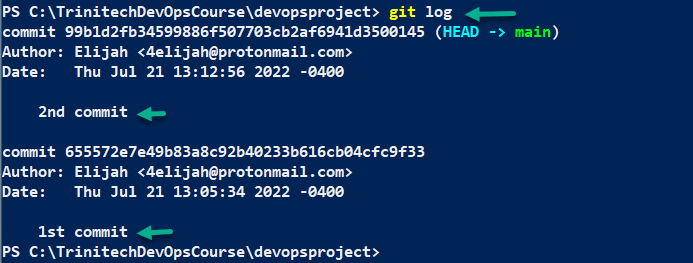 PS C:\TrinitechDevOpsCourse\devopsproject> git log
commit 99b1d2fb34599886f507703cb2af6941d3500145 (HEAD -> main)
Author: Elijah <4elijah@protonmail.com>
Date:   Thu Jul 21 13:12:56 2022 -0400
    2nd commit
commit 655572e7e49b83a8c92b40233b616cb04cfc9f33
Author: Elijah <4elijah@protonmail.com>
Date:   Thu Jul 21 13:05:34 2022 -0400
    1st commit
PS C:\TrinitechDevOpsCourse\devopsproject>